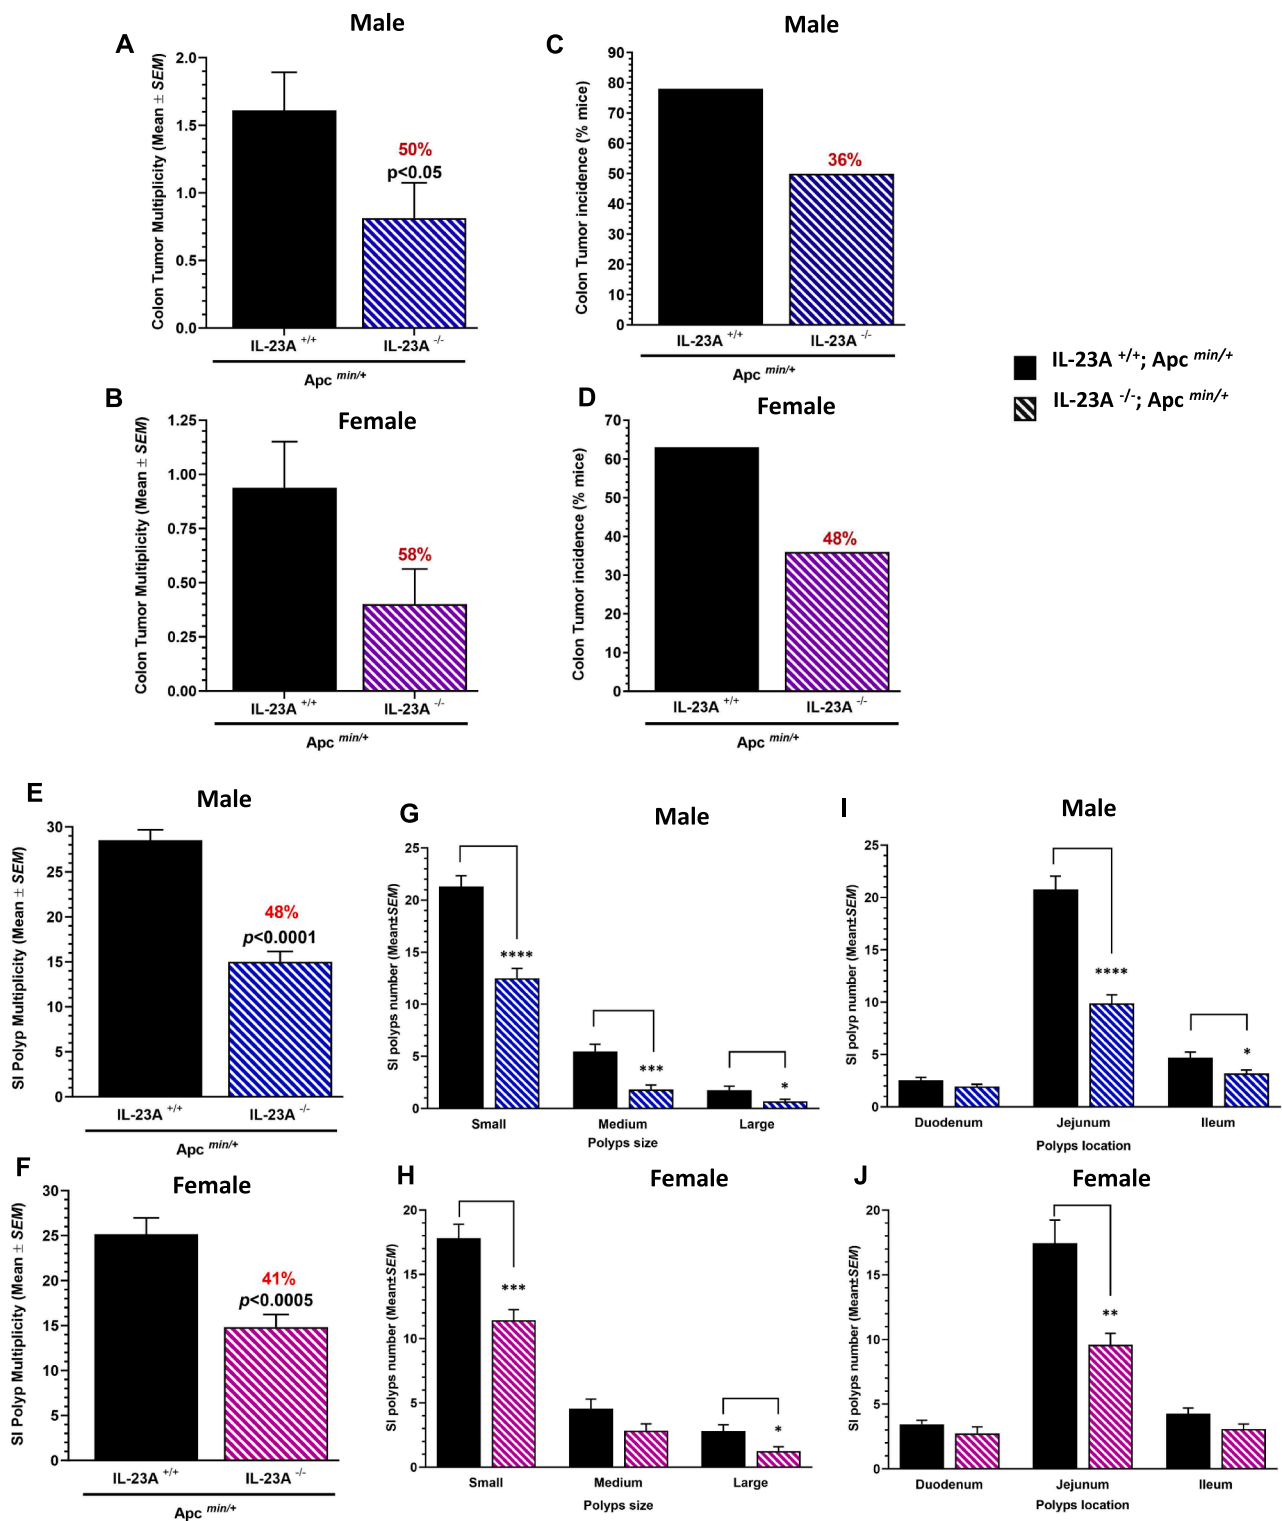 Male
A
Colon Tumor Multiplicity (Mean ± SEM)
2.0
1.5
1.0
0.5
0.0
50%
p<0.05
IL-23A +/+
IL-23A -/-
Apc min/+
Male
C
Colon Tumor incidence (% mice)
90
80
70
60
50
40
30
20
10
0
36%
IL-23A +/+
IL-23A -/-
Apc min/+
IL-23A +/+; Apc min/+
IL-23A -/-; Apc min/+
B
Female
Colon Tumor Multiplicity (Mean ± SEM)
1.25
1.00
0.75
0.50
0.25
0.00
58%
IL-23A +/+
IL-23A -/-
Apc min/+
D
Female
Colon Tumor incidence (% mice)
70
60
50
40
30
20
10
0
48%
IL-23A +/+
IL-23A -/-
Apc min/+
E
Male
SI Polyp Multiplicity (Mean ± SEM)
30
25
20
15
10
5
0
48%
p<0.0001
IL-23A +/+
IL-23A -/-
Apc min/+
G
Male
SI polyps number (Mean±SEM)
25
20
15
10
5
0
****
***
*
Small
Medium
Large
Polyps size
I
Male
SI polyp number (Mean±SEM)
25
20
15
10
5
0
****
*
Duodenum
Jejunum
Ileum
Polyps location
F
Female
SI Polyp Multiplicity (Mean ± SEM)
30
25
20
15
10
5
0
41%
p<0.0005
IL-23A +/+
IL-23A -/-
Apc min/+
H
Female
SI polyps number (Mean±SEM)
20
15
10
5
0
***
*
Small
Medium
Large
Polyps size
J
Female
SI polyps number (Mean±SEM)
20
15
10
5
0
**
Duodenum
Jejunum
Ileum
Polyps location